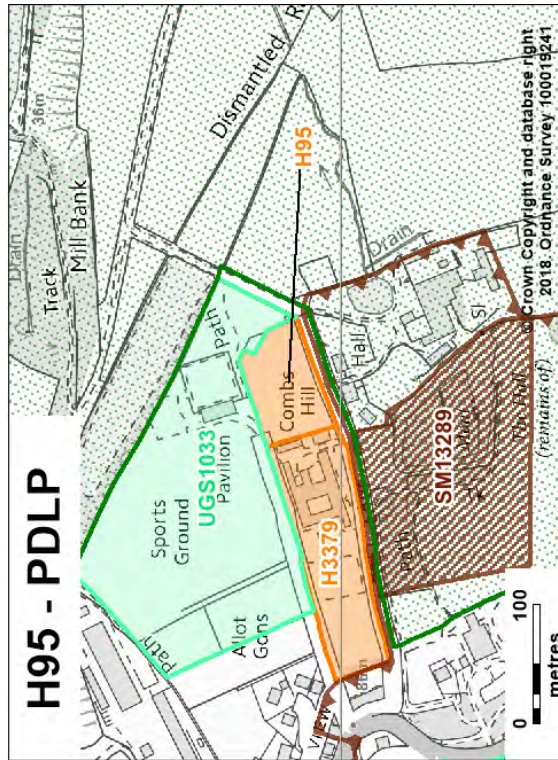 H95 - PDLP
Drain
36m
Track
Mill Bank
Dismantled
H95
Path
UGS1033
Pavilion
Sports
Ground
Combs
Hill
Path
Allot
Gdns
H3379
VIEW
Hall
Drain
Path
SM13289
Moat
The Hall
(remains of)
0
100
metres
© Crown Copyright and database right
2018. Ordnance Survey 100019241